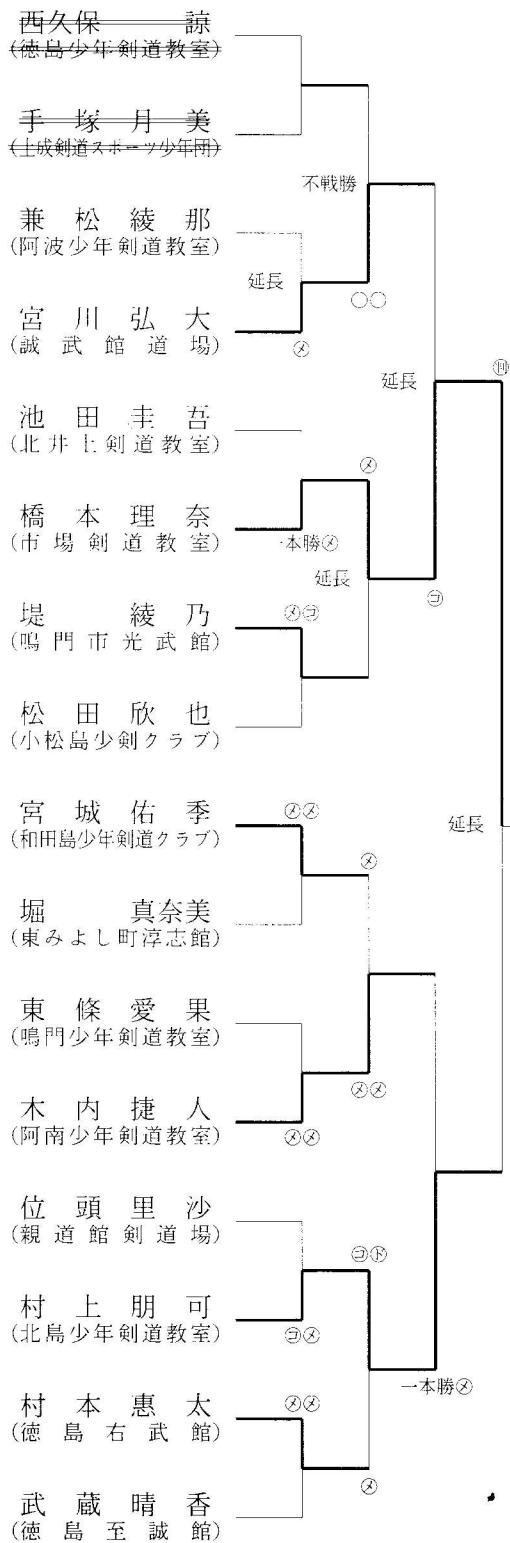 西久保　諒
(徳島少年剣道教室)
手塚月美
(上成剣道スポーツ少年団)
不戦勝
兼松綾那
(阿波少年剣道教室)
延長
○○
宮川弘大
(誠武館道場)
㋱
延長
池田圭吾
(北井上剣道教室)
㋱
橋本理奈
(市場剣道教室)
一本勝㋱
延長
㋙
堤　綾乃
(鳴門市光武館)
㋱㋙
松田欣也
(小松島少剣クラブ)
宮城佑季
(和田島少年剣道クラブ)
㋱㋱
延長
㋱
堀　真奈美
(東みよし町淳志館)
東條愛果
(鳴門少年剣道教室)
㋱㋱
木内捷人
(阿南少年剣道教室)
㋱㋱
位頭里沙
(親道館剣道場)
㋙㋣
村上朋可
(北島少年剣道教室)
㋙㋱
一本勝㋱
村本惠太
(徳島右武館)
㋱㋱
㋱
武蔵晴香
(徳島至誠館)